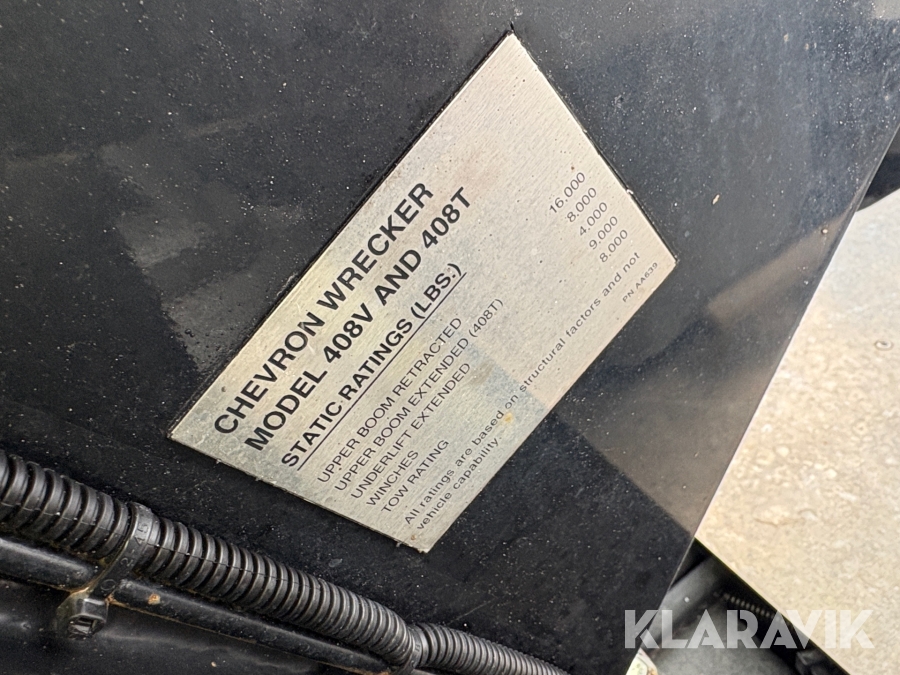 CHEVRON WRECKER
MODEL 408V AND 408T
STATIC RATINGS (LBS.)
UPPER BOOM RETRACTED 16.000
UPPER BOOM EXTENDED (408T) 8.000
UNDERLIFT EXTENDED 4.000
WINCHES 9.000
TOW RATING 8.000
All ratings are based on structural factors and not
vehicle capability.
PN AA639
KLARAVIK